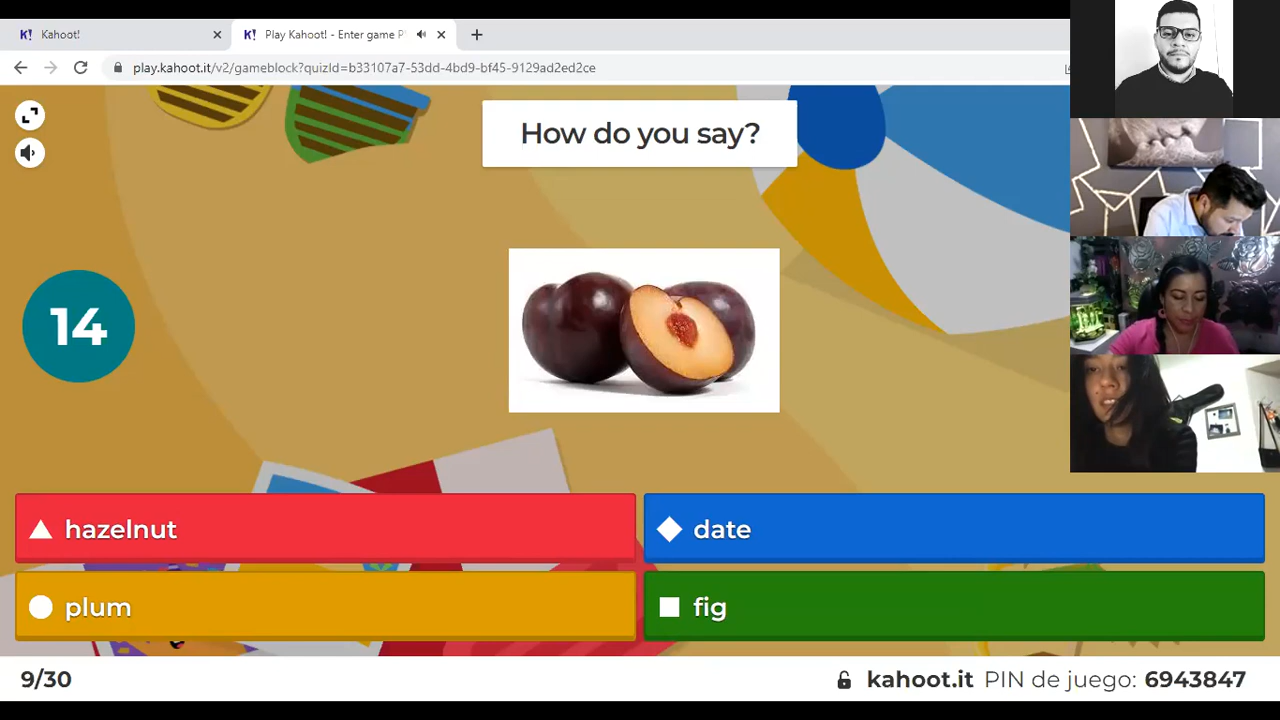 Kahoot!
Play Kahoot! - Enter game P
play.kahoot.it/v2/gameblock?quizId=b33107a7-53dd-4bd9-bf45-9129ad2ed2ce
How do you say?
14
hazelnut
date
plum
fig
9/30
kahoot.it PIN de juego: 6943847